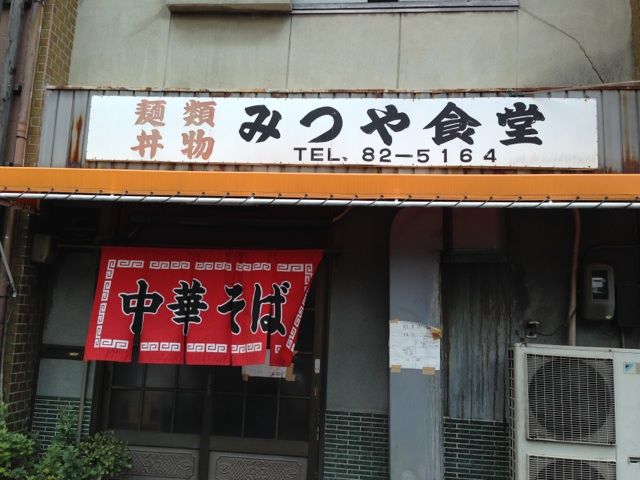 麺類
丼物
みつや食堂
TEL、82-5164
中華そば